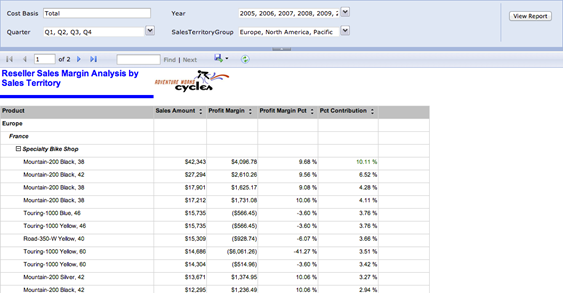 Cost Basis Total Year 2005, 2006, 2007, 2008, 2009, View Report
Quarter Q1, Q2, Q3, Q4 SalesTerritoryGroup Europe, North America, Pacific
1 of 2 Find | Next
Reseller Sales Margin Analysis by
Sales Territory
ADVENTURE WORKS
cycles
Product Sales Amount Profit Margin Profit Margin Pct Pct Contribution
Europe
France
Specialty Bike Shop
Mountain-200 Black, 38 $42,343 $4,096.78 9.68 % 10.11 %
Mountain-200 Black, 42 $27,294 $2,610.26 9.56 % 6.52 %
Mountain-200 Black, 38 $17,901 $1,625.17 9.08 % 4.28 %
Mountain-200 Black, 38 $17,212 $1,731.08 10.06 % 4.11 %
Touring-1000 Blue, 46 $15,735 ($566.45) -3.60 % 3.76 %
Touring-1000 Yellow, 46 $15,735 ($566.45) -3.60 % 3.76 %
Road-350-W Yellow, 40 $15,309 ($928.74) -6.07 % 3.66 %
Touring-1000 Yellow, 60 $14,686 ($6,061.26) -41.27 % 3.51 %
Touring-1000 Yellow, 60 $14,304 ($514.96) -3.60 % 3.42 %
Mountain-200 Silver, 42 $13,671 $1,374.95 10.06 % 3.27 %
Mountain-200 Black, 42 $12,295 $1,236.49 10.06 % 2.94 %